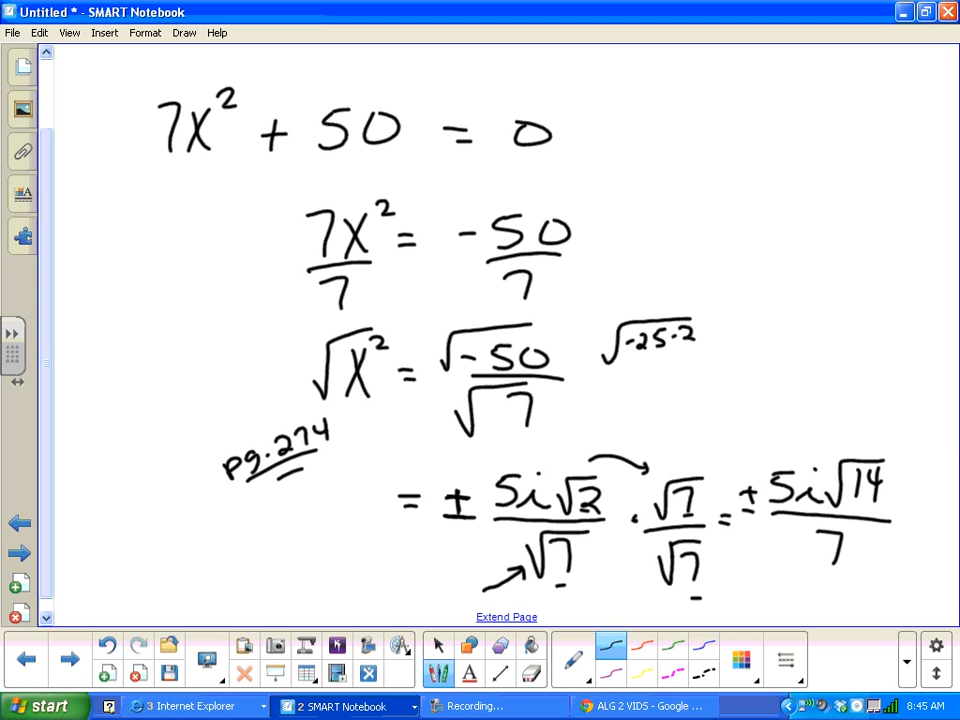 Untitled * - SMART Notebook
File Edit View Insert Format Draw Help
7x² + 50 = 0
7x² = -50
7 7
√x² = √-50 √-25·2
√7
pg. 274
= ± 5i√2 · √7 = ± 5i√14
√7 √7 7
Extend Page
start 3 Internet Explorer 2 SMART Notebook Recording... ALG 2 VIDS - Google ... 8:45 AM